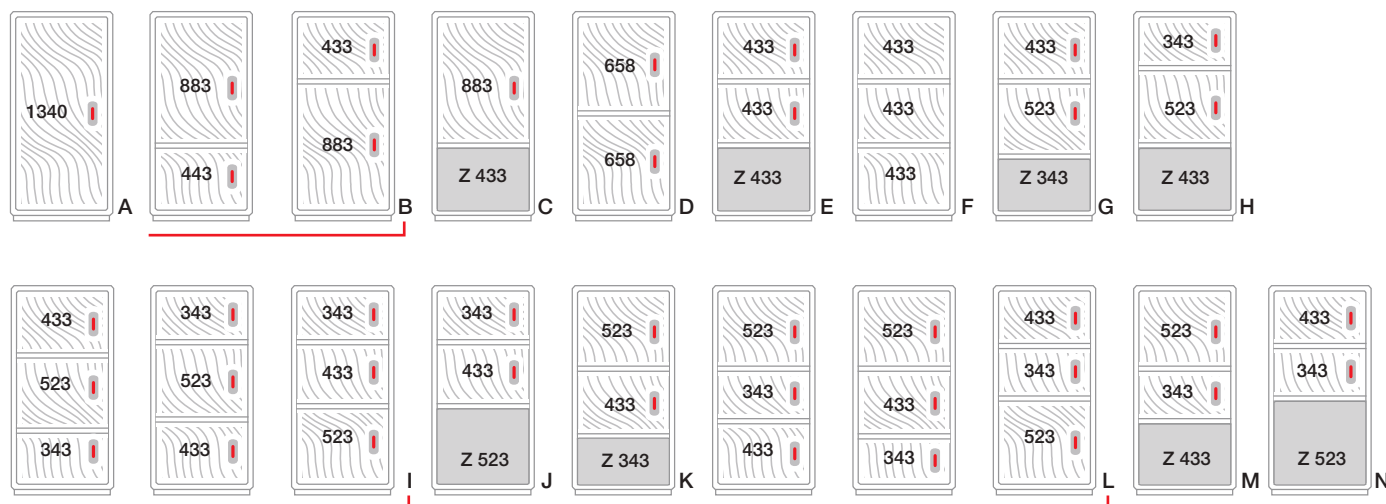 1340 A
883
443
433
883 B
883
Z 433 C
658
658 D
433
433
Z 433 E
433
433
433 F
433
523
Z 343 G
343
523
Z 433 H
433
523
343
343
523
433
343
433
523 I
343
433
Z 523 J
523
433
Z 343 K
523
343
433
523
433
343
433
343
523 L
523
343
Z 433 M
433
343
Z 523 N